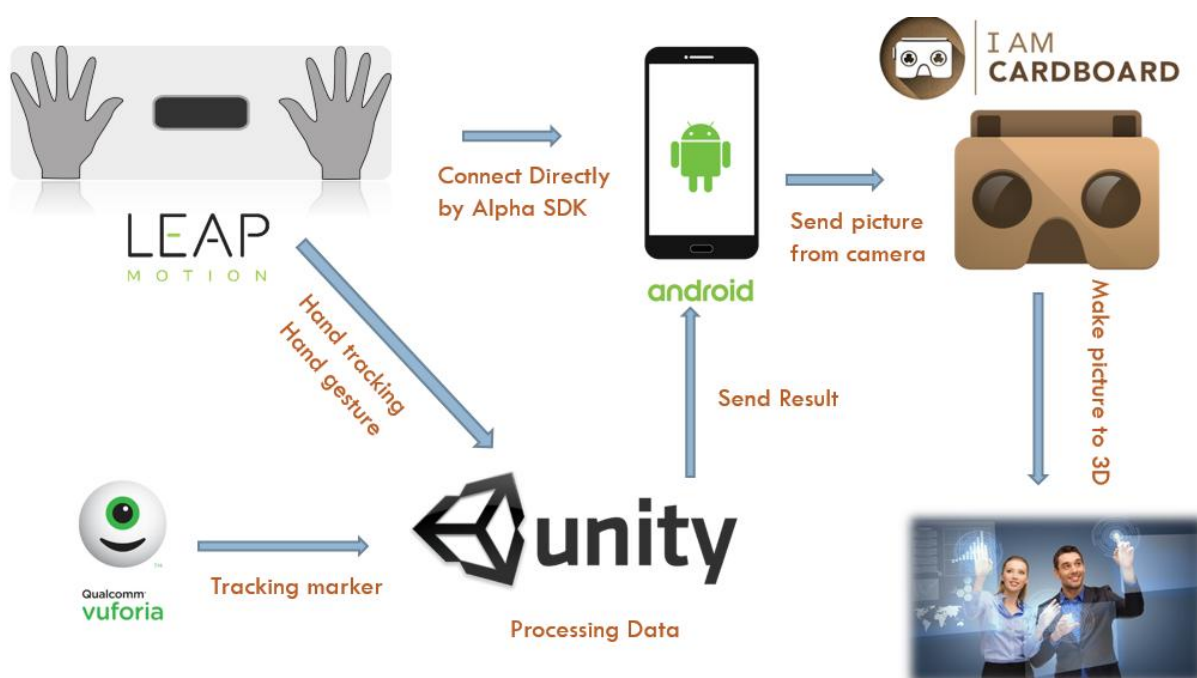 I AM
CARDBOARD
Connect Directly
by Alpha SDK
Send picture
from camera
LEAP
MOTION
android
Hand tracking
Hand gesture
Make picture to 3D
Send Result
unity
Tracking marker
Qualcomm
vuforia
TM
Processing Data